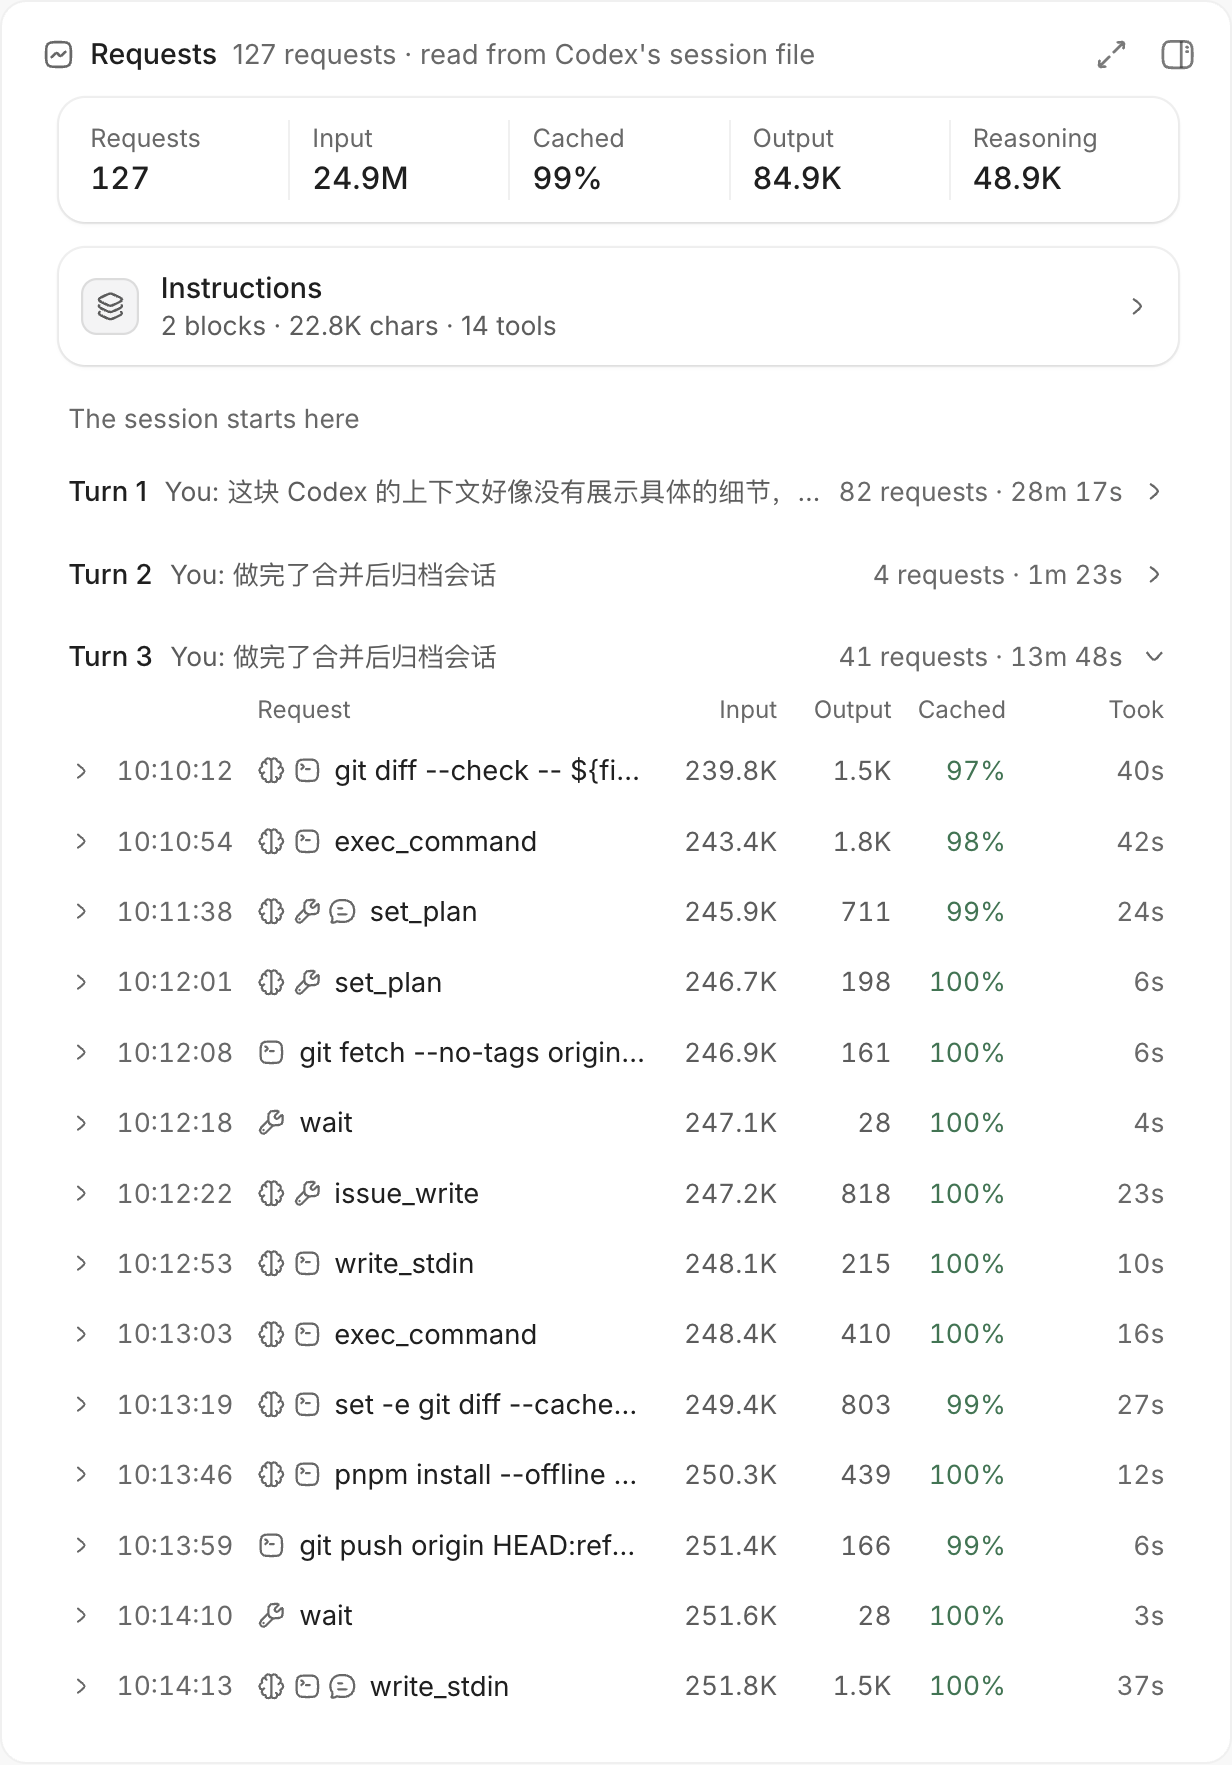 Requests 127 requests · read from Codex's session file
Requests Input Cached Output Reasoning
127 24.9M 99% 84.9K 48.9K
Instructions
2 blocks · 22.8K chars · 14 tools
The session starts here
Turn 1 You: 这块 Codex 的上下文好像没有展示具体的细节，... 82 requests · 28m 17s
Turn 2 You: 做完了合并后归档会话 4 requests · 1m 23s
Turn 3 You: 做完了合并后归档会话 41 requests · 13m 48s
Request Input Output Cached Took
10:10:12 git diff --check -- ${fi... 239.8K 1.5K 97% 40s
10:10:54 exec_command 243.4K 1.8K 98% 42s
10:11:38 set_plan 245.9K 711 99% 24s
10:12:01 set_plan 246.7K 198 100% 6s
10:12:08 git fetch --no-tags origin... 246.9K 161 100% 6s
10:12:18 wait 247.1K 28 100% 4s
10:12:22 issue_write 247.2K 818 100% 23s
10:12:53 write_stdin 248.1K 215 100% 10s
10:13:03 exec_command 248.4K 410 100% 16s
10:13:19 set -e git diff --cache... 249.4K 803 99% 27s
10:13:46 pnpm install --offline ... 250.3K 439 100% 12s
10:13:59 git push origin HEAD:ref... 251.4K 166 99% 6s
10:14:10 wait 251.6K 28 100% 3s
10:14:13 write_stdin 251.8K 1.5K 100% 37s